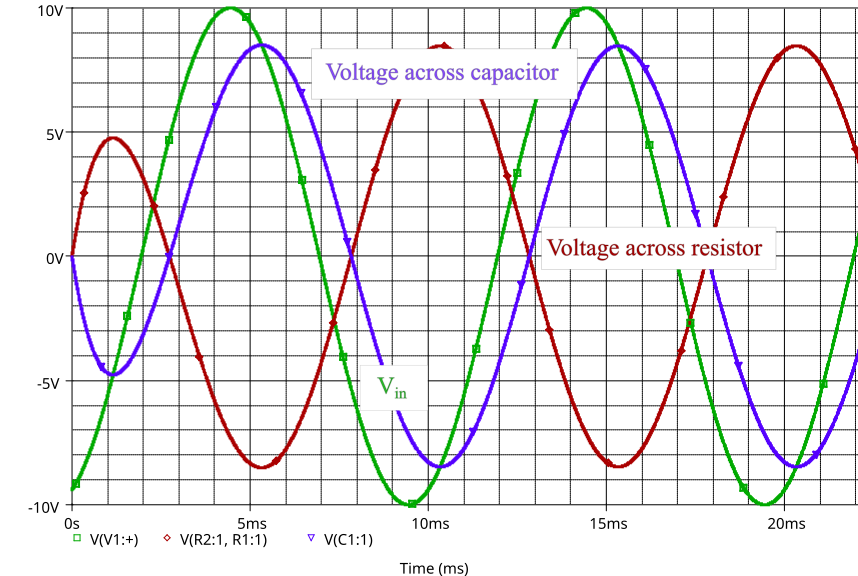 10V
Voltage across capacitor
5V
0V
Voltage across resistor
-5V
Vin
-10V
0s 5ms 10ms 15ms 20ms
V(V1:+) V(R2:1, R1:1) V(C1:1)
Time (ms)